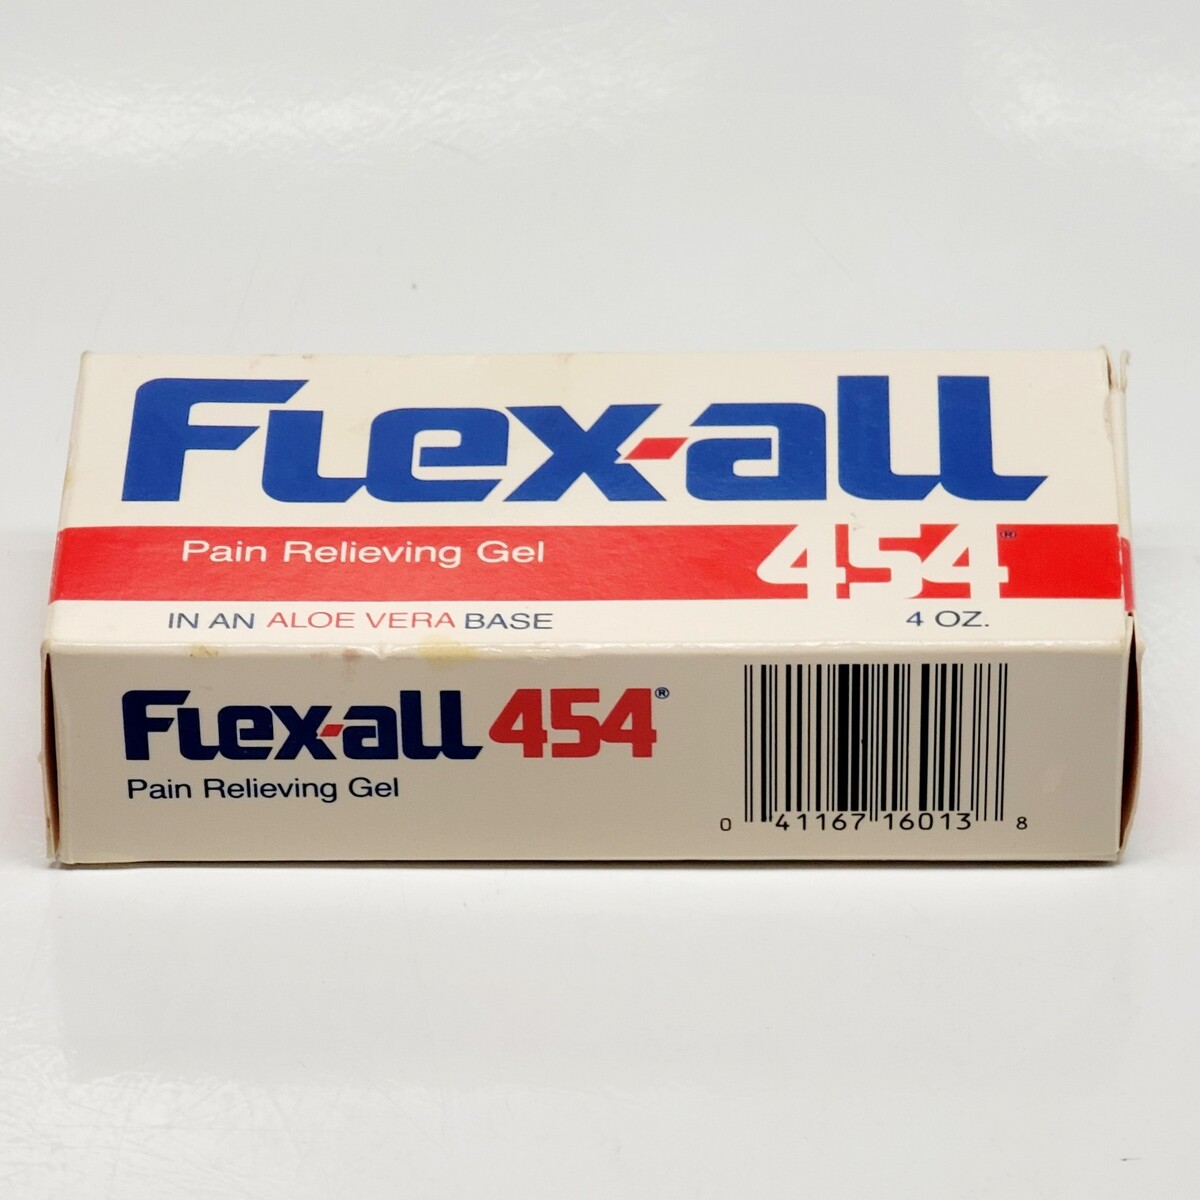 Flex-all
Pain Relieving Gel 454®
IN AN ALOE VERA BASE 4 OZ.
Flex-all 454®
Pain Relieving Gel
0 41167 16013 8